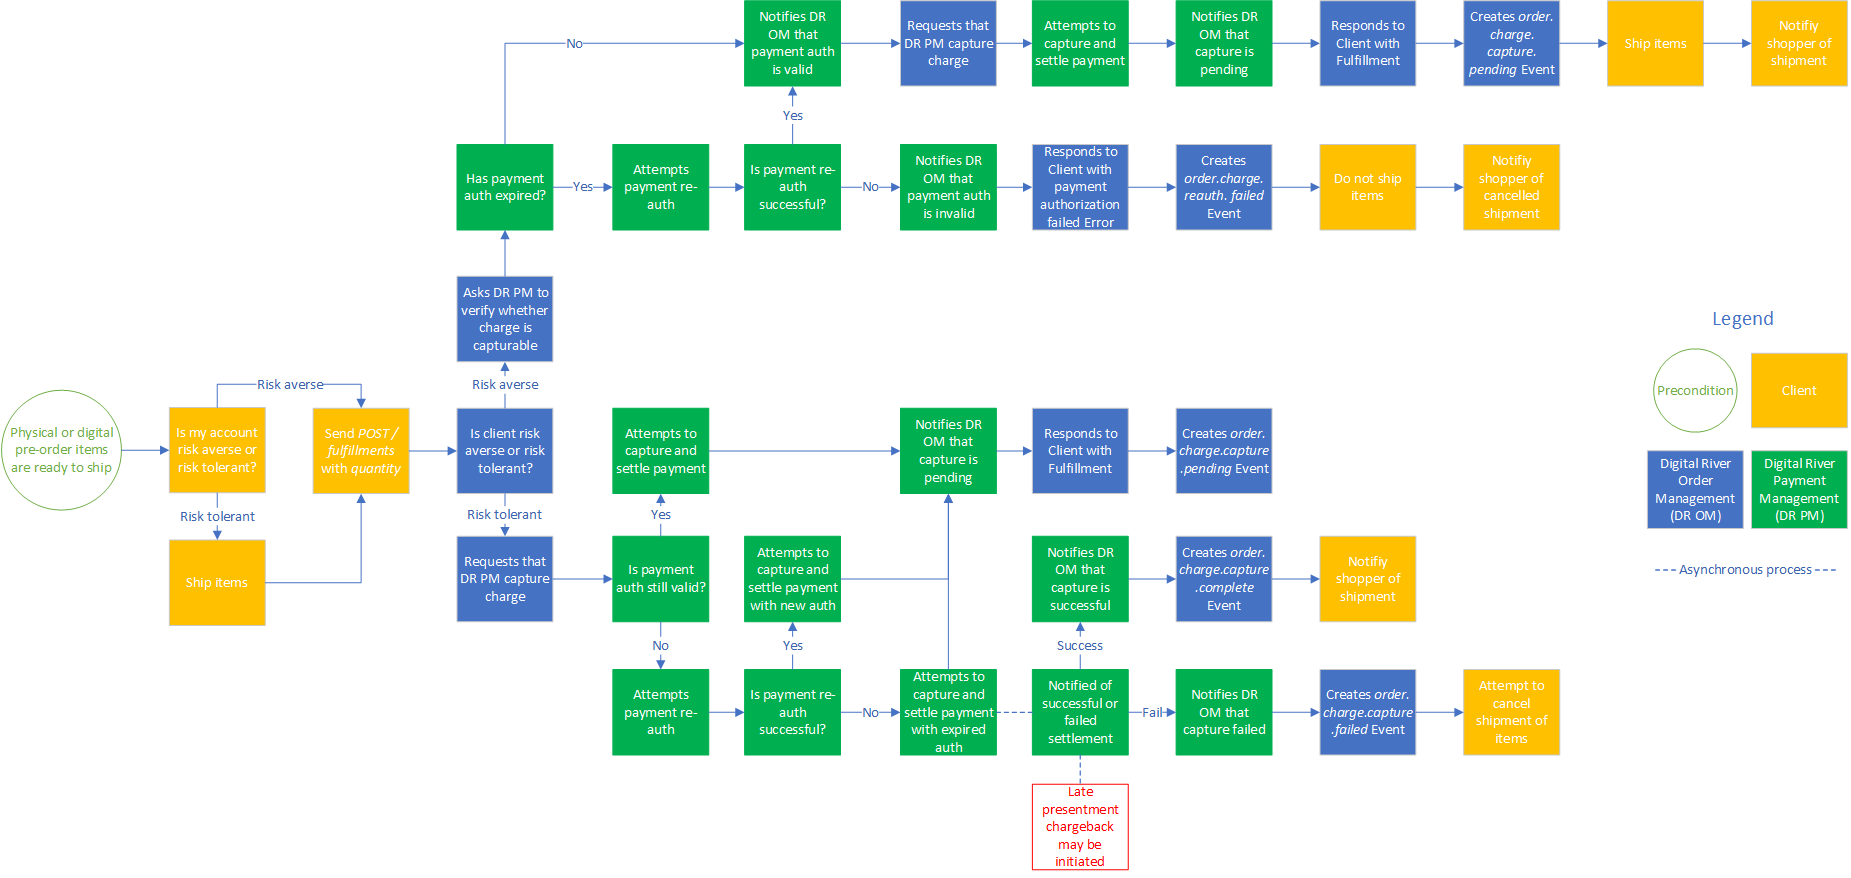 No
Notifies DR
OM that
payment auth
is valid
Requests that
DR PM capture
charge
Attempts to
capture and
settle payment
Notifies DR
OM that
capture is
pending
Responds to
Client with
Fulfillment
Creates order.
charge.
capture.
pending Event
Ship items
Notifiy
shopper of
shipment
Yes
Has payment
auth expired?
Yes
Attempts
payment re-
auth
Is payment re-
auth
successful?
No
Notifies DR
OM that
payment auth
is invalid
Responds to
Client with
payment
authorization
failed Error
Creates
order.charge.
reauth. failed
Event
Do not ship
items
Notifiy
shopper of
cancelled
shipment
Asks DR PM to
verify whether
charge is
capturable
Risk averse
Risk averse
Physical or digital
pre-order items
are ready to ship
Is my account
risk averse or
risk tolerant?
Send POST /
fulfillments
with quantity
Is client risk
averse or risk
tolerant?
Attempts to
capture and
settle payment
Notifies DR
OM that
capture is
pending
Responds to
Client with
Fulfillment
Creates order.
charge.capture
.pending Event
Risk tolerant
Risk tolerant
Yes
Ship items
Requests that
DR PM capture
charge
Is payment
auth still valid?
Attempts to
capture and
settle payment
with new auth
Notifies DR
OM that
capture is
successful
Creates order.
charge.capture
.complete
Event
Notifiy
shopper of
shipment
No
Yes
Success
Attempts
payment re-
auth
Is payment re-
auth
successful?
No
Attempts to
capture and
settle payment
with expired
auth
Notified of
successful or
failed
settlement
Fail
Notifies DR
OM that
capture failed
Creates order.
charge.capture
.failed Event
Attempt to
cancel
shipment of
items
Late
presentment
chargeback
may be
initiated
Legend
Precondition
Client
Digital River
Order
Management
(DR OM)
Digital River
Payment
Management
(DR PM)
Asynchronous process